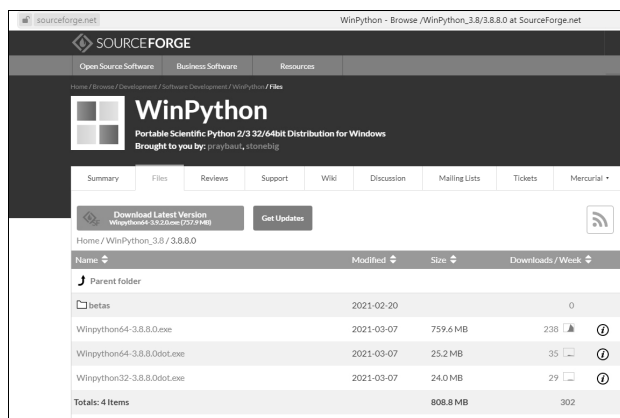 sourceforge.net
WinPython - Browse /WinPython_3.8/3.8.8.0 at SourceForge.net
SOURCEFORGE
Open Source Software Business Software Resources
Home / Browse / Development / Software Development / WinPython / Files
WinPython
Portable Scientific Python 2/3 32/64bit Distribution for Windows
Brought to you by: praybaut, stonebig
Summary Files Reviews Support Wiki Discussion Mailing Lists Tickets Mercurial
Download Latest Version
Winpython64-3.9.2.0.exe (757.9 MB)
Get Updates
Home / WinPython_3.8 / 3.8.8.0
Name Modified Size Downloads / Week
Parent folder
betas 2021-02-20 0
Winpython64-3.8.8.0.exe 2021-03-07 759.6 MB 238
Winpython64-3.8.8.0dot.exe 2021-03-07 25.2 MB 35
Winpython32-3.8.8.0dot.exe 2021-03-07 24.0 MB 29
Totals: 4 Items 808.8 MB 302